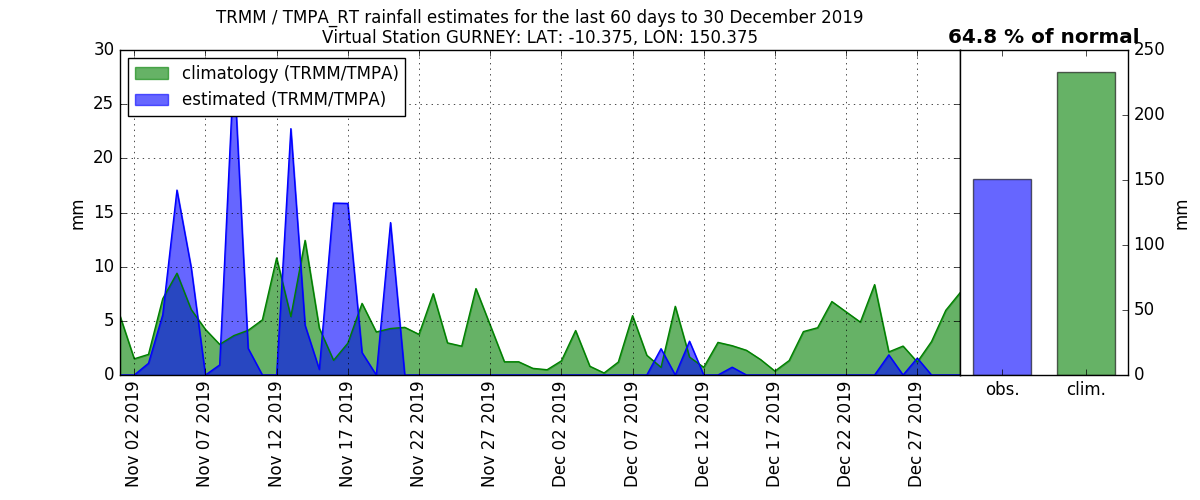 TRMM / TMPA_RT rainfall estimates for the last 60 days to 30 December 2019
Virtual Station GURNEY: LAT: -10.375, LON: 150.375
64.8 % of normal
climatology (TRMM/TMPA)
estimated (TRMM/TMPA)
30
25
20
15
10
5
0
mm
250
200
150
100
50
0
mm
obs.
clim.
Nov 02 2019
Nov 07 2019
Nov 12 2019
Nov 17 2019
Nov 22 2019
Nov 27 2019
Dec 02 2019
Dec 07 2019
Dec 12 2019
Dec 17 2019
Dec 22 2019
Dec 27 2019